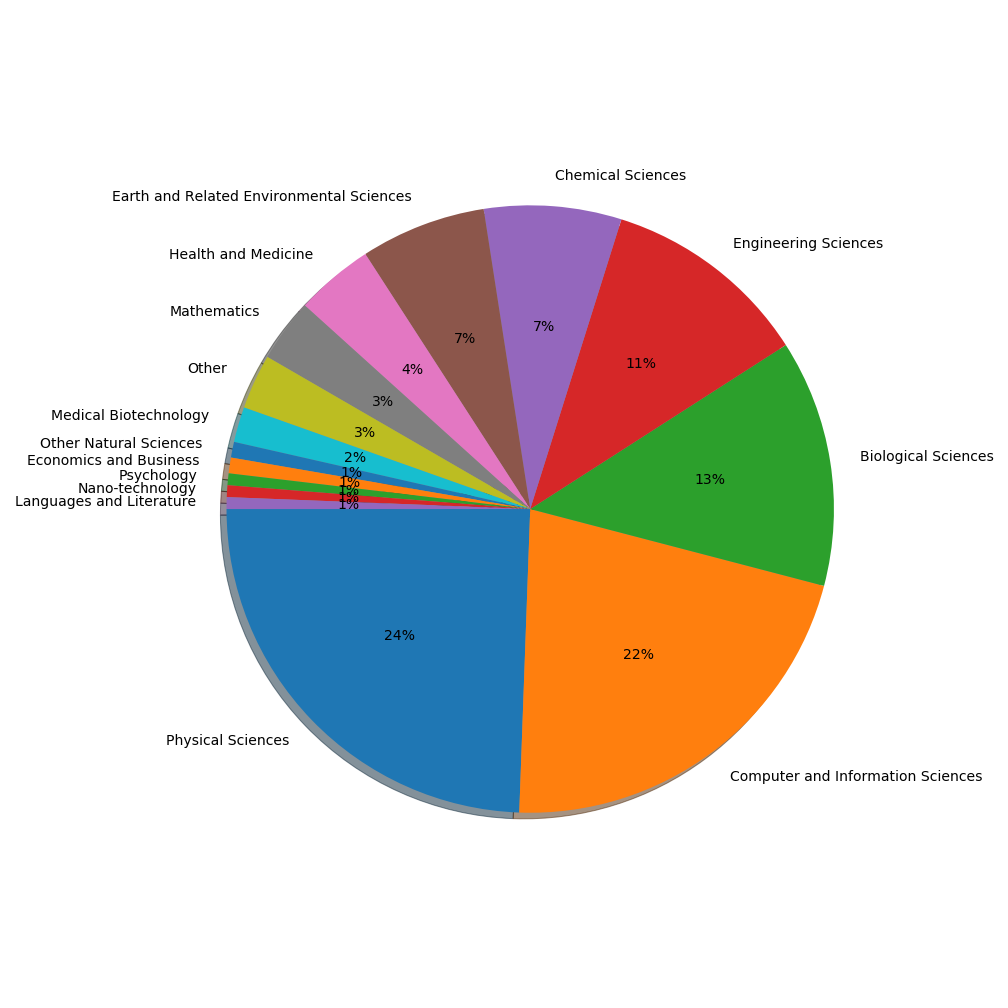 Chemical Sciences
Earth and Related Environmental Sciences
Engineering Sciences
Health and Medicine
Mathematics
7%
7%
11%
Other
4%
3%
Medical Biotechnology
3%
Other Natural Sciences
Biological Sciences
2%
Economics and Business
1%
Psychology
13%
1%
Nano-technology
1%
1%
Languages and Literature
1%
24%
22%
Physical Sciences
Computer and Information Sciences